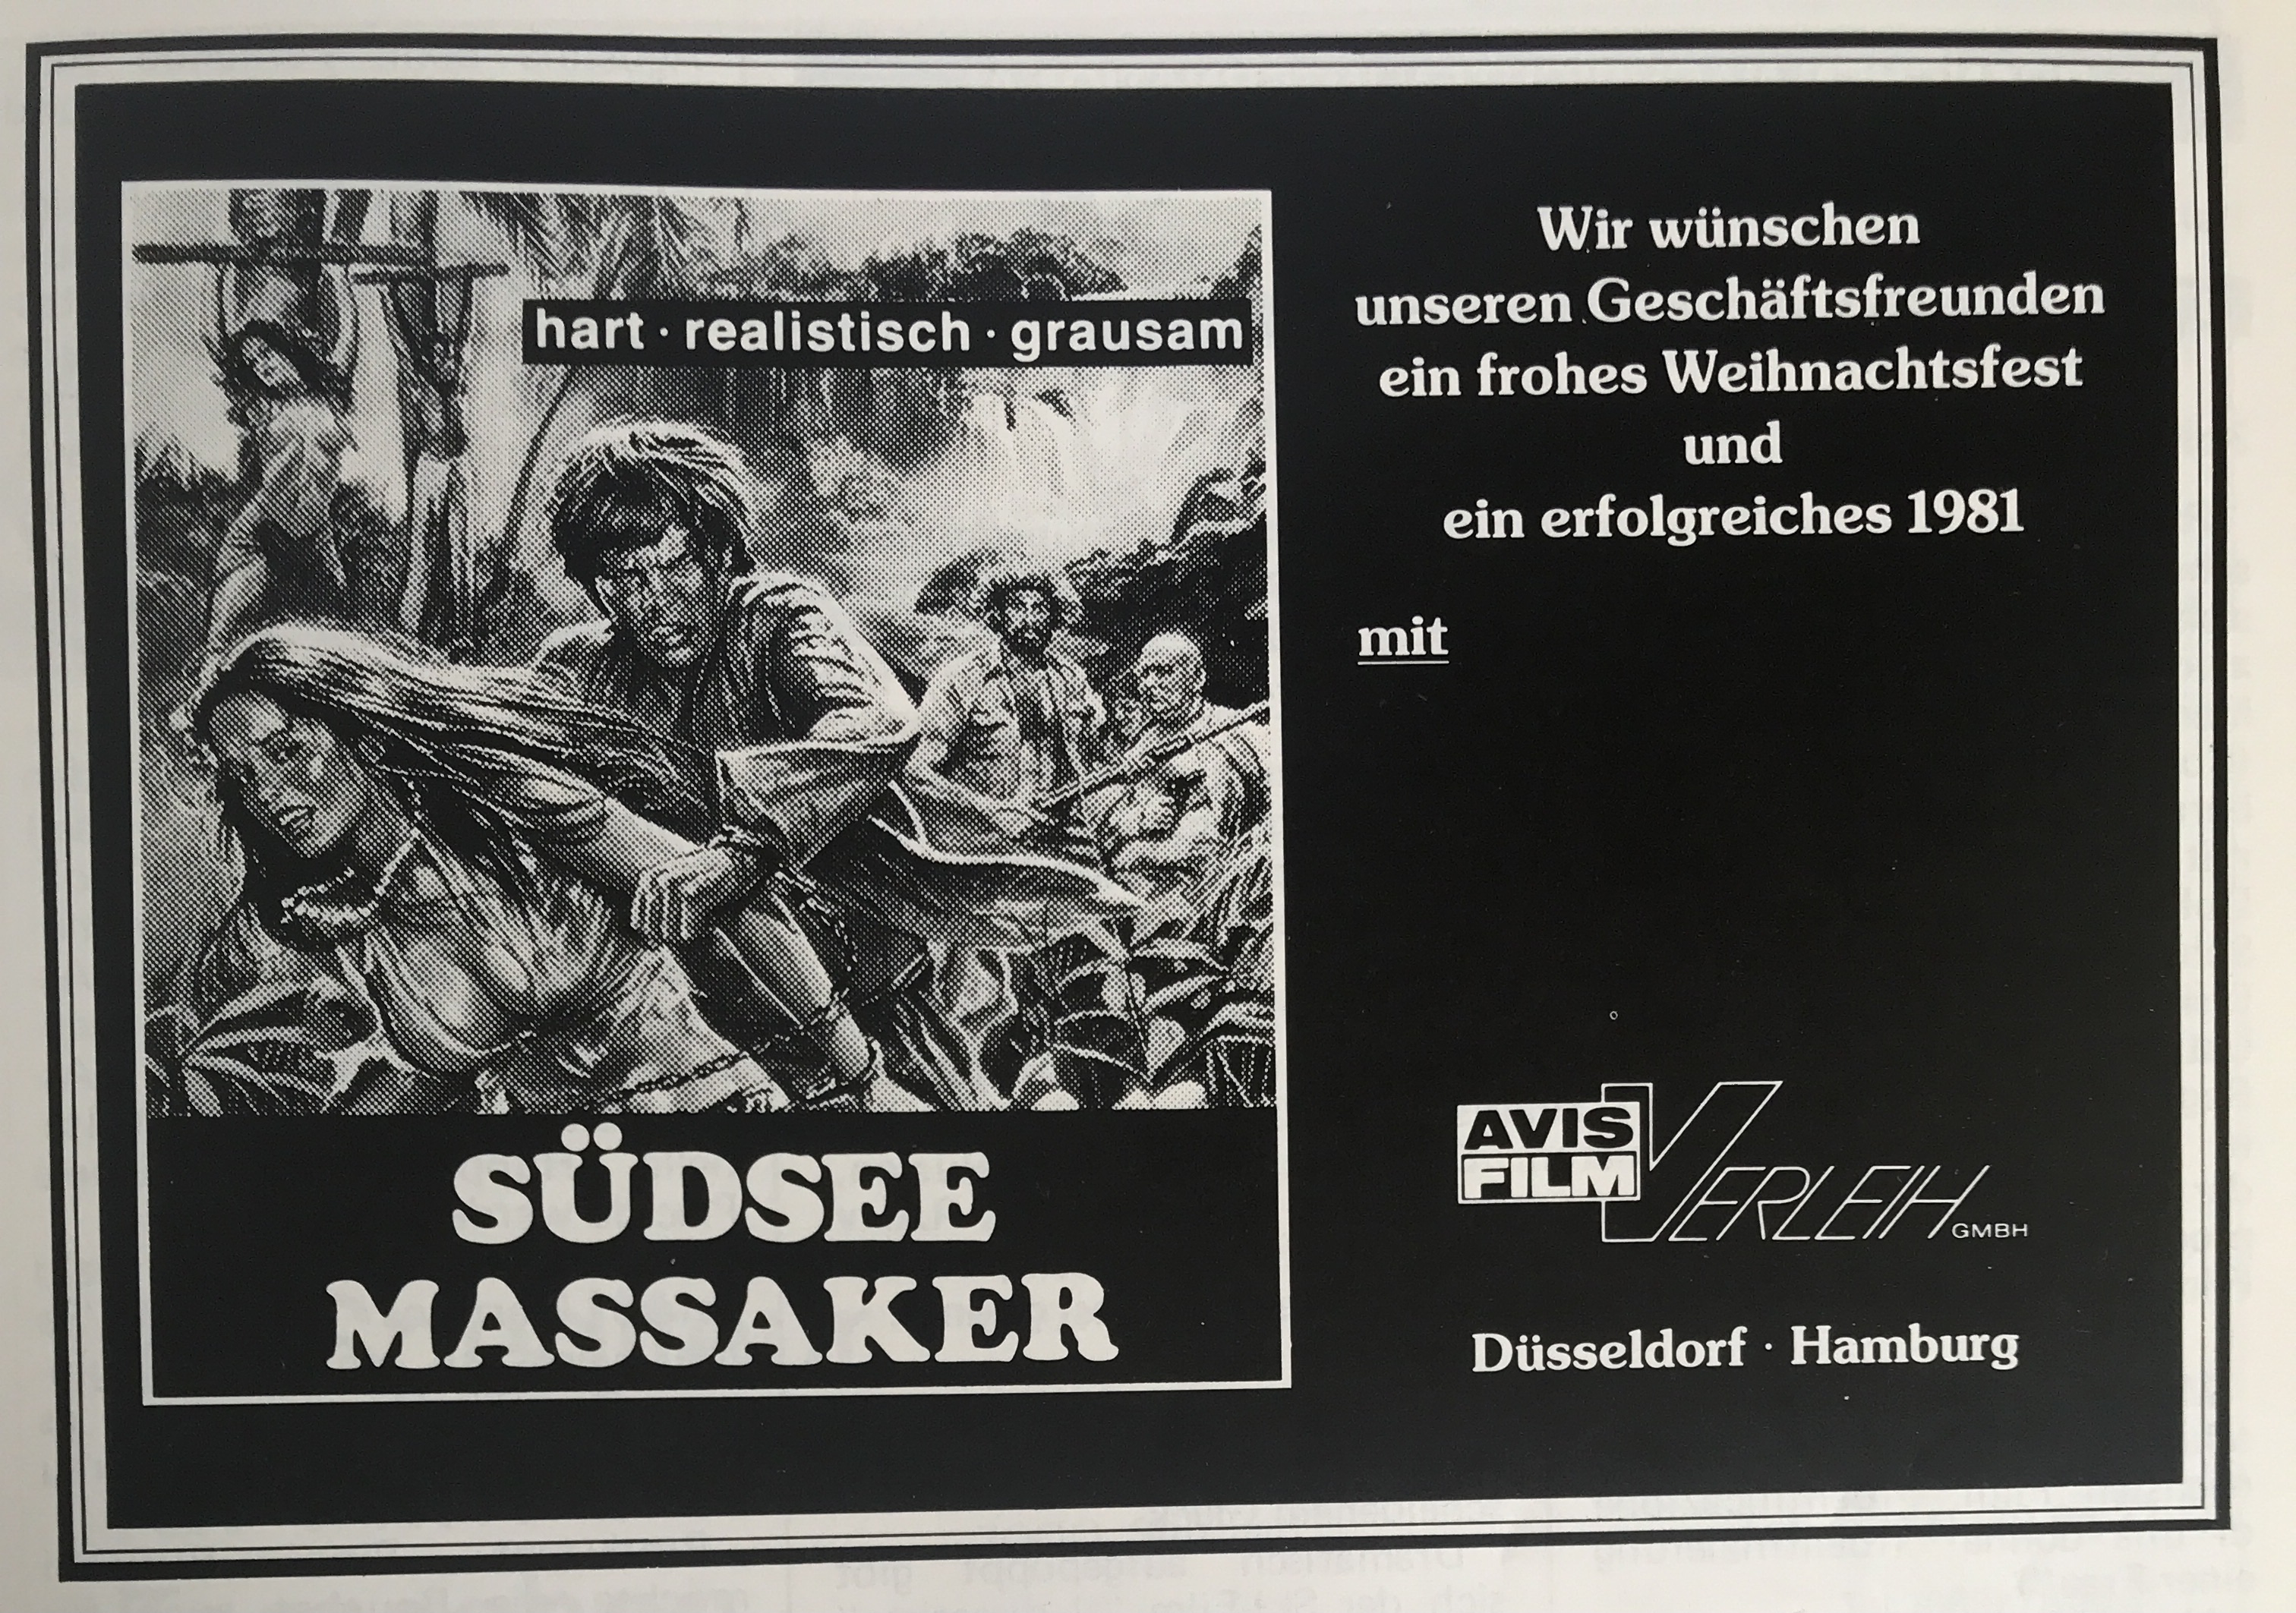 hart · realistisch · grausam
SÜDSEE
MASSAKER
Wir wünschen
unseren Geschäftsfreunden
ein frohes Weihnachtsfest
und
ein erfolgreiches 1981
mit
AVIS
FILM
VERLEIH GMBH
Düsseldorf · Hamburg